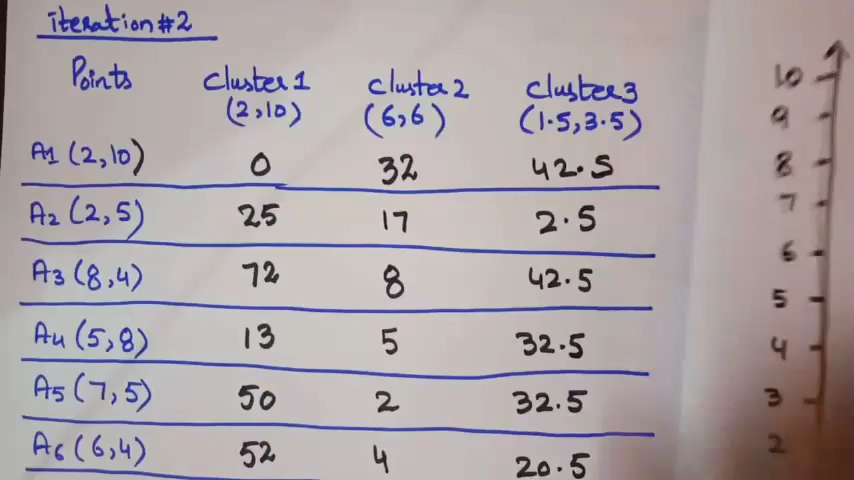 iteration#2
Points Cluster1 Cluster2 Cluster3
(2,10) (6,6) (1.5,3.5)
A1 (2,10) 0 32 42.5
A2 (2,5) 25 17 2.5
A3 (8,4) 72 8 42.5
A4 (5,8) 13 5 32.5
A5 (7,5) 50 2 32.5
A6 (6,4) 52 4 20.5
10
9
8
7
6
5
4
3
2